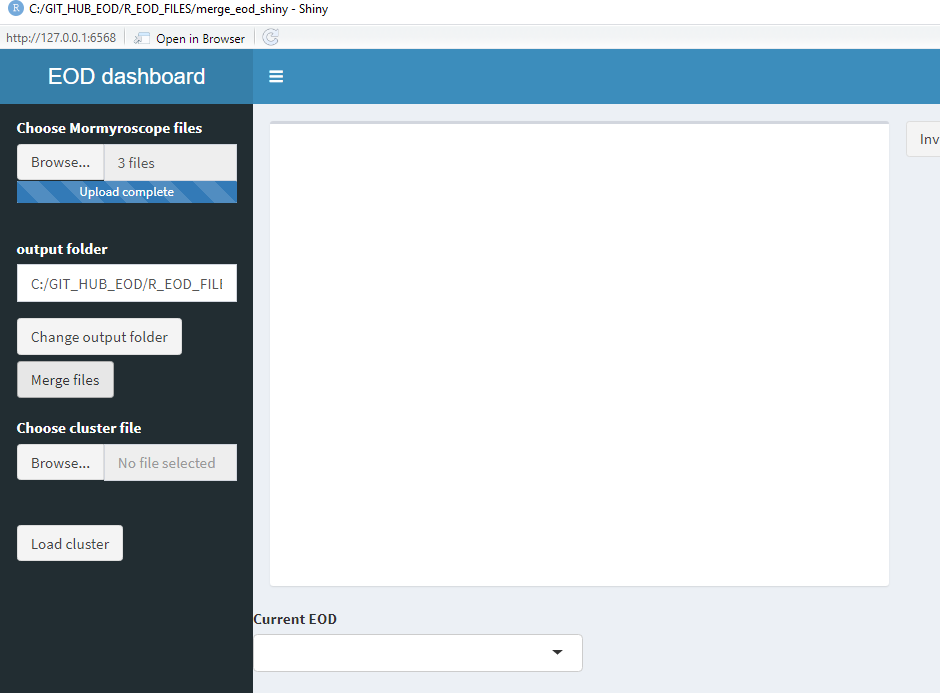 R C:/GIT_HUB_EOD/R_EOD_FILES/merge_eod_shiny - Shiny
http://127.0.0.1:6568 Open in Browser
EOD dashboard
Choose Mormyroscope files
Browse... 3 files
Upload complete
Inv
output folder
C:/GIT_HUB_EOD/R_EOD_FILI
Change output folder
Merge files
Choose cluster file
Browse... No file selected
Load cluster
Current EOD